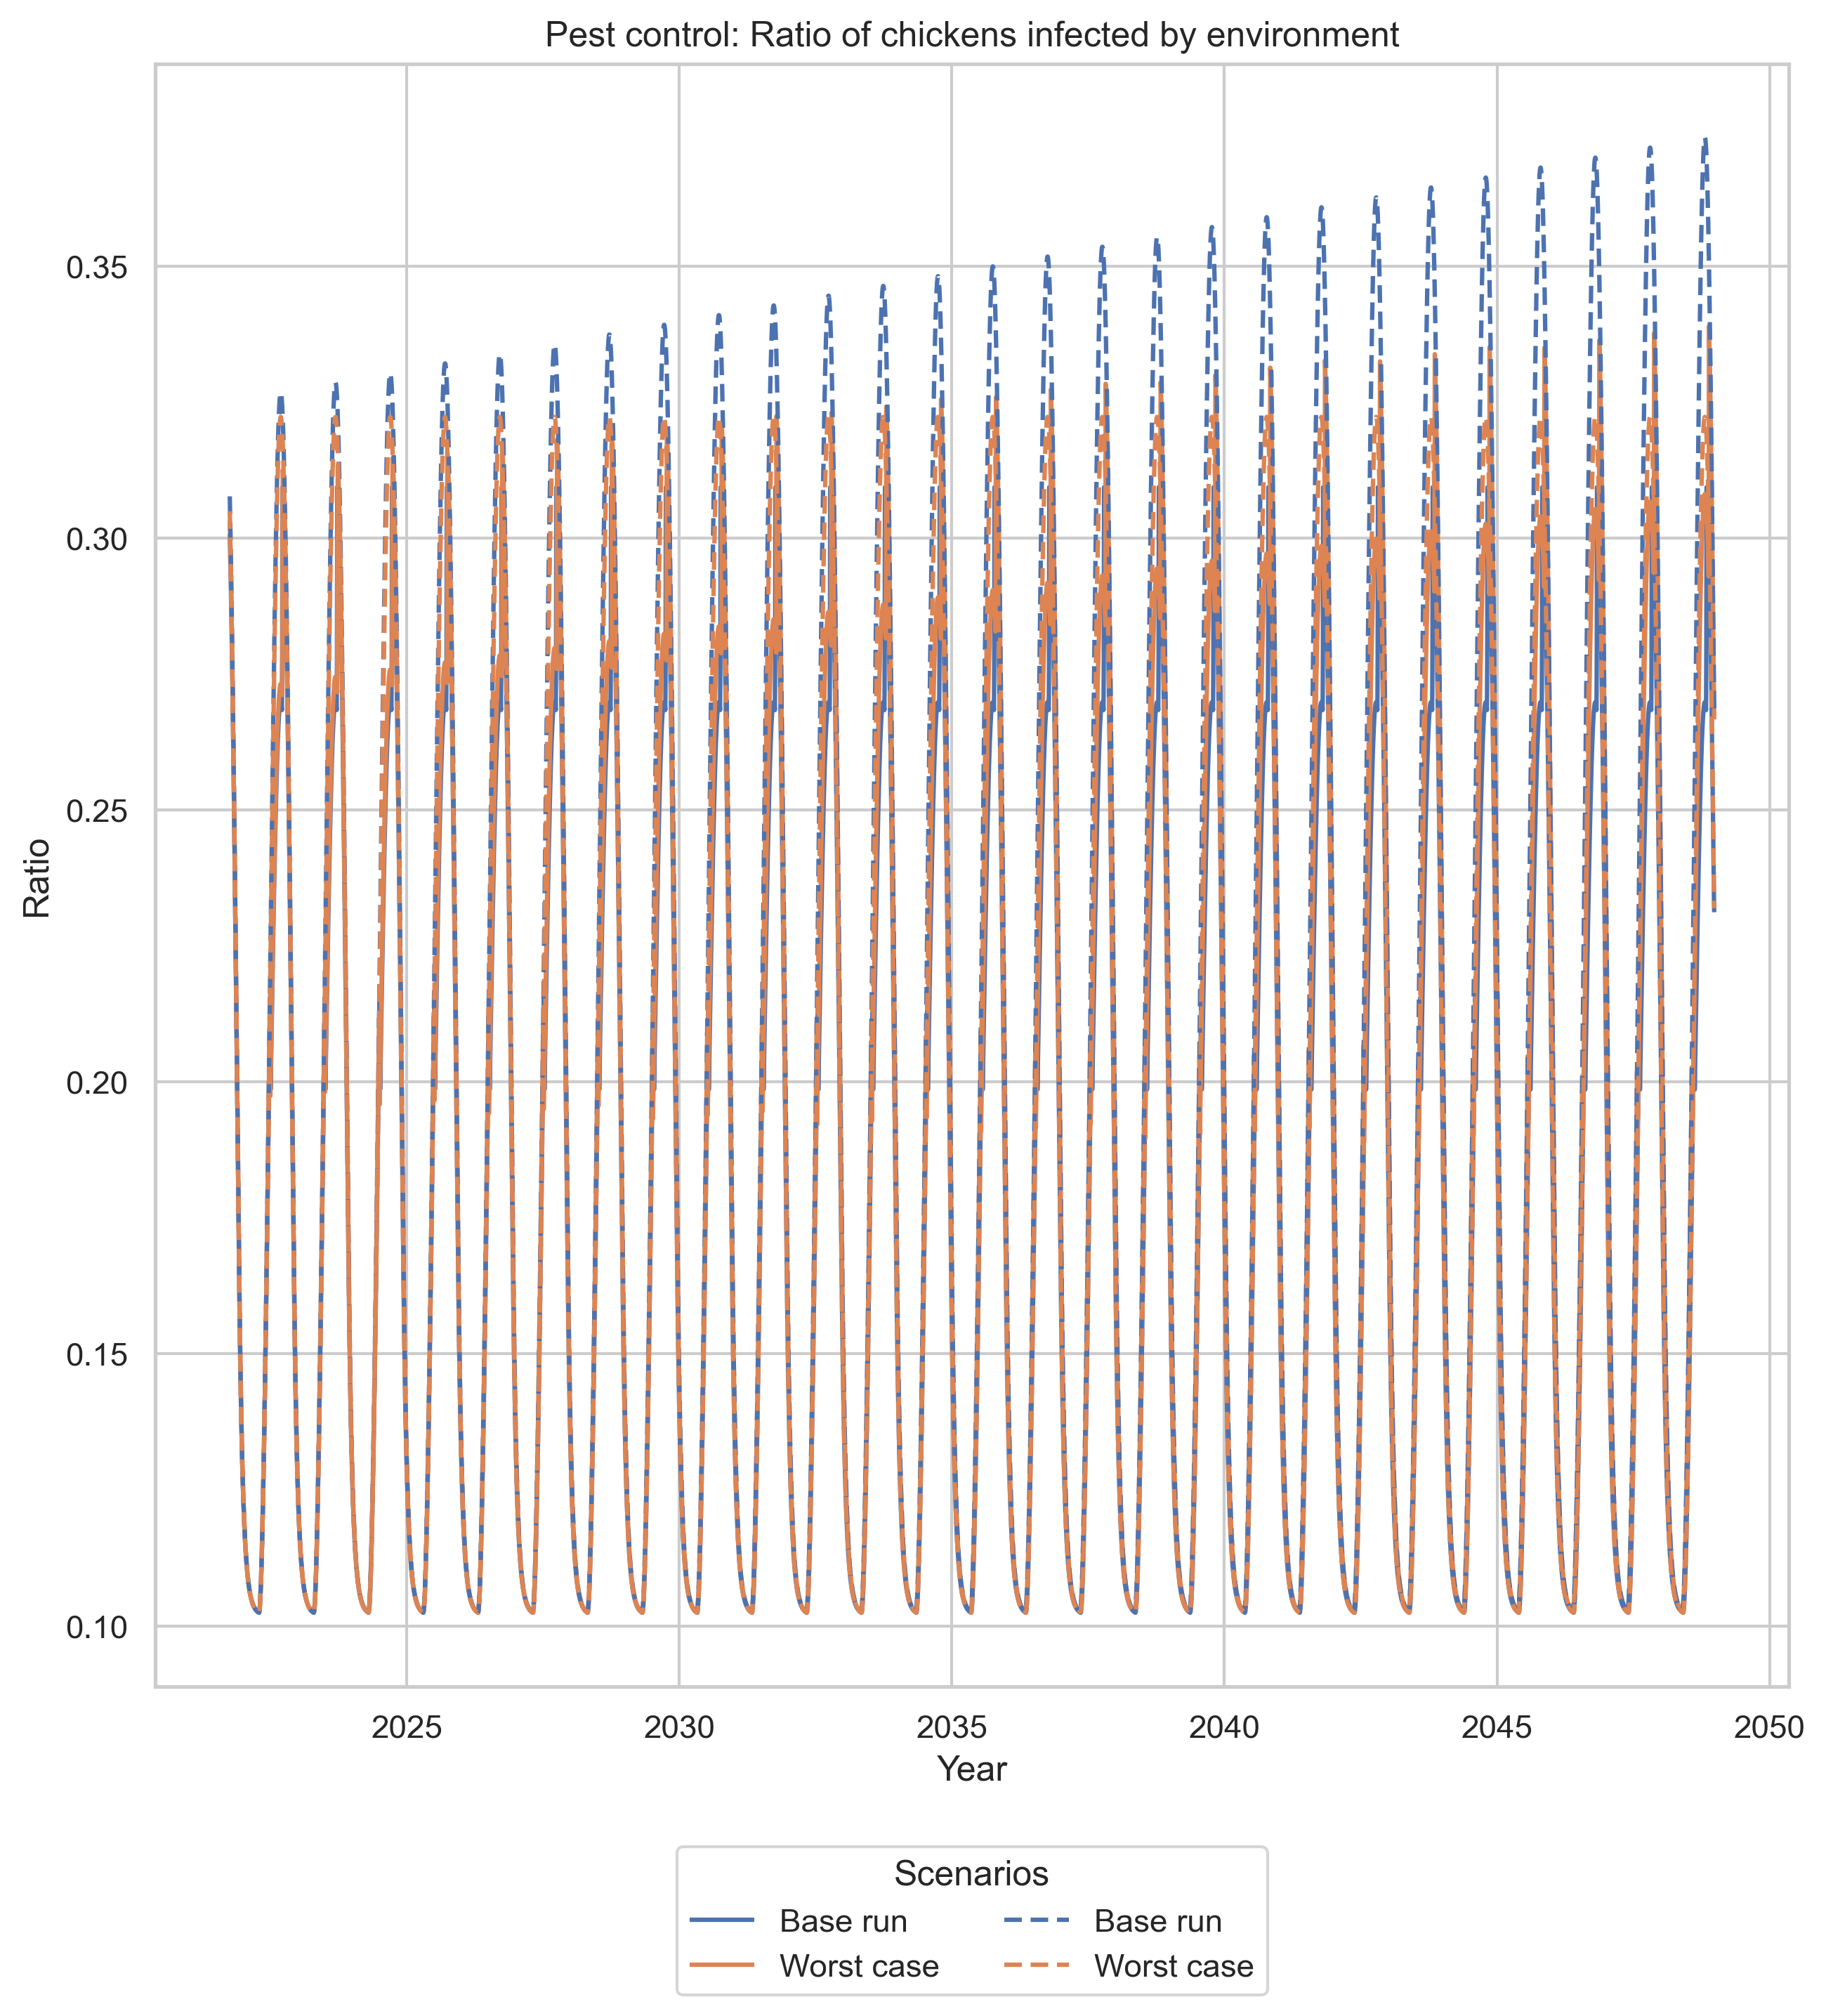 Pest control: Ratio of chickens infected by environment
0.35
0.30
0.25
0.20
0.15
0.10
Ratio
2025 2030 2035 2040 2045 2050
Year
Scenarios
Base run Base run
Worst case Worst case